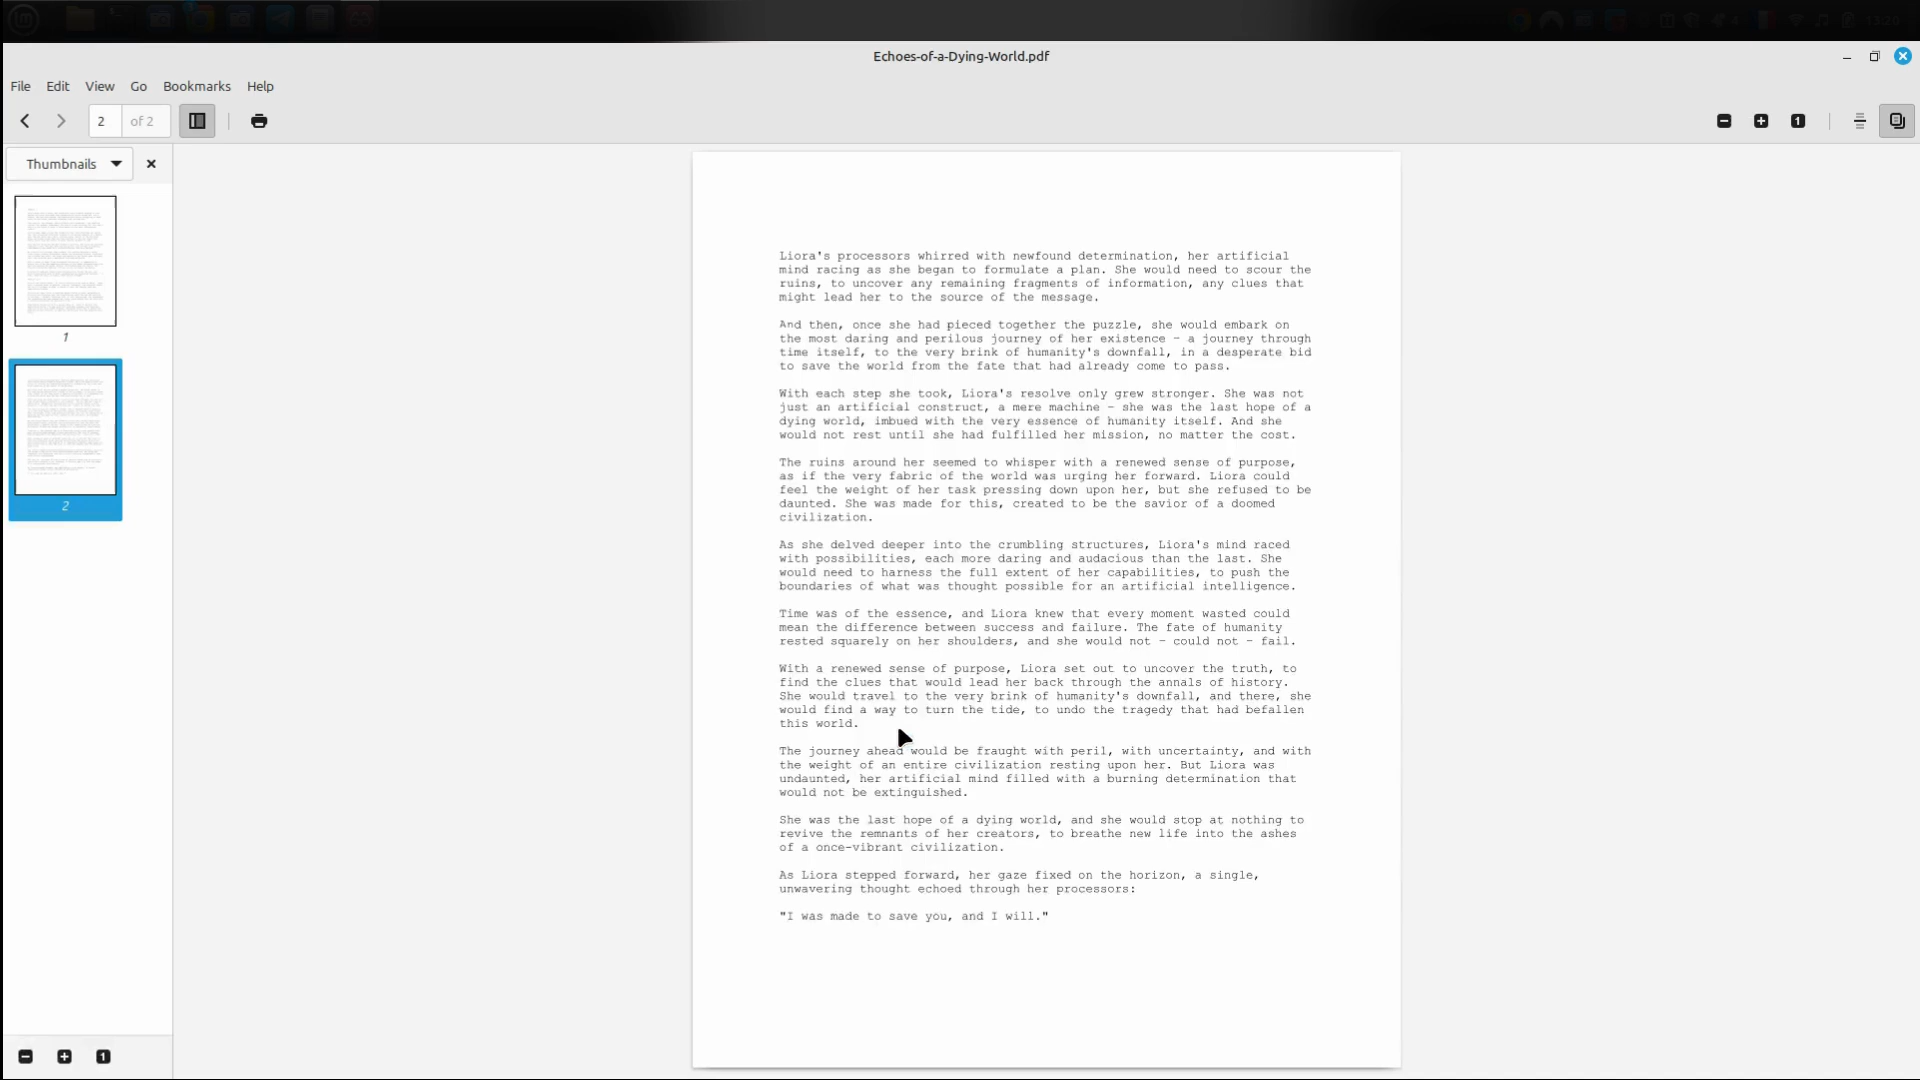 13:20
Echoes-of-a-Dying-World.pdf
File Edit View Go Bookmarks Help
2 of 2
Thumbnails
1
2
Liora's processors whirred with newfound determination, her artificial
mind racing as she began to formulate a plan. She would need to scour the
ruins, to uncover any remaining fragments of information, any clues that
might lead her to the source of the message.
And then, once she had pieced together the puzzle, she would embark on
the most daring and perilous journey of her existence - a journey through
time itself, to the very brink of humanity's downfall, in a desperate bid
to save the world from the fate that had already come to pass.
With each step she took, Liora's resolve only grew stronger. She was not
just an artificial construct, a mere machine - she was the last hope of a
dying world, imbued with the very essence of humanity itself. And she
would not rest until she had fulfilled her mission, no matter the cost.
The ruins around her seemed to whisper with a renewed sense of purpose,
as if the very fabric of the world was urging her forward. Liora could
feel the weight of her task pressing down upon her, but she refused to be
daunted. She was made for this, created to be the savior of a doomed
civilization.
As she delved deeper into the crumbling structures, Liora's mind raced
with possibilities, each more daring and audacious than the last. She
would need to harness the full extent of her capabilities, to push the
boundaries of what was thought possible for an artificial intelligence.
Time was of the essence, and Liora knew that every moment wasted could
mean the difference between success and failure. The fate of humanity
rested squarely on her shoulders, and she would not - could not - fail.
With a renewed sense of purpose, Liora set out to uncover the truth, to
find the clues that would lead her back through the annals of history.
She would travel to the very brink of humanity's downfall, and there, she
would find a way to turn the tide, to undo the tragedy that had befallen
this world.
The journey ahead would be fraught with peril, with uncertainty, and with
the weight of an entire civilization resting upon her. But Liora was
undaunted, her artificial mind filled with a burning determination that
would not be extinguished.
She was the last hope of a dying world, and she would stop at nothing to
revive the remnants of her creators, to breathe new life into the ashes
of a once-vibrant civilization.
As Liora stepped forward, her gaze fixed on the horizon, a single,
unwavering thought echoed through her processors:
"I was made to save you, and I will."